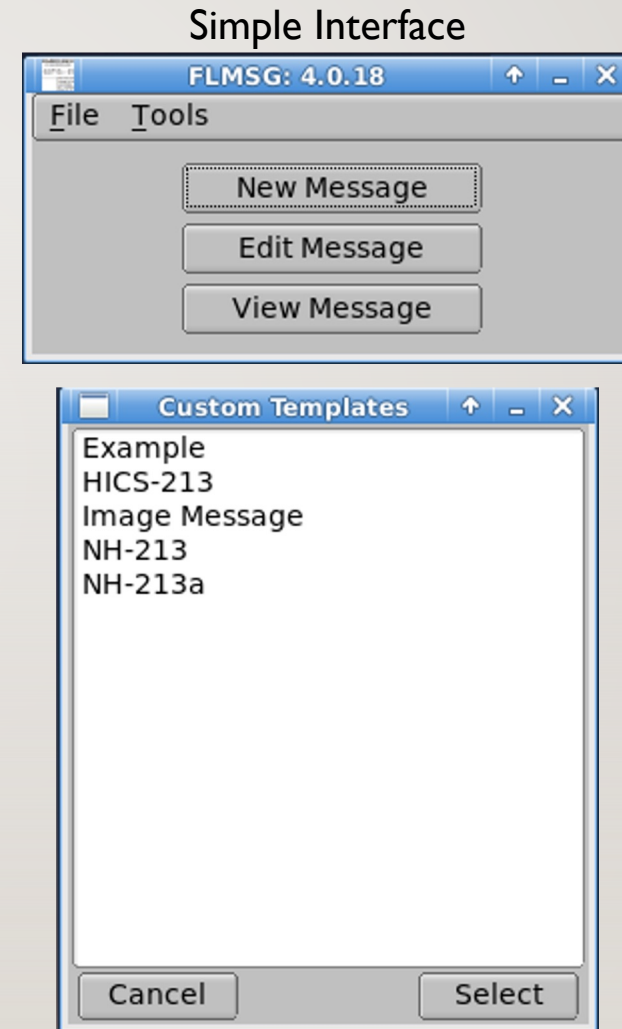 Simple Interface
FLMSG: 4.0.18
File Tools
New Message
Edit Message
View Message
Custom Templates
Example
HICS-213
Image Message
NH-213
NH-213a
Cancel Select